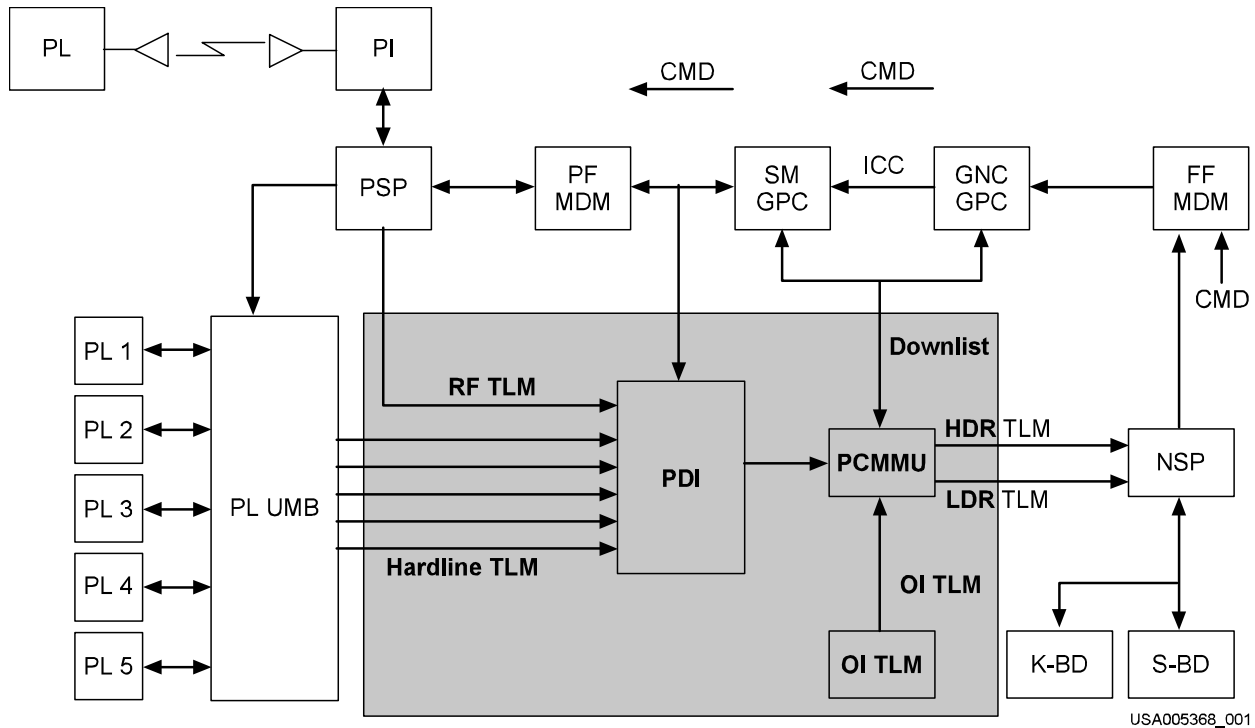 PL
PI
CMD
CMD
PSP
PF
MDM
SM
GPC
ICC
GNC
GPC
FF
MDM
CMD
PL 1
PL 2
PL 3
PL 4
PL 5
PL UMB
RF TLM
Hardline TLM
PDI
Downlist
PCMMU
HDR TLM
LDR TLM
NSP
OI TLM
OI TLM
K-BD
S-BD
USA005368_001